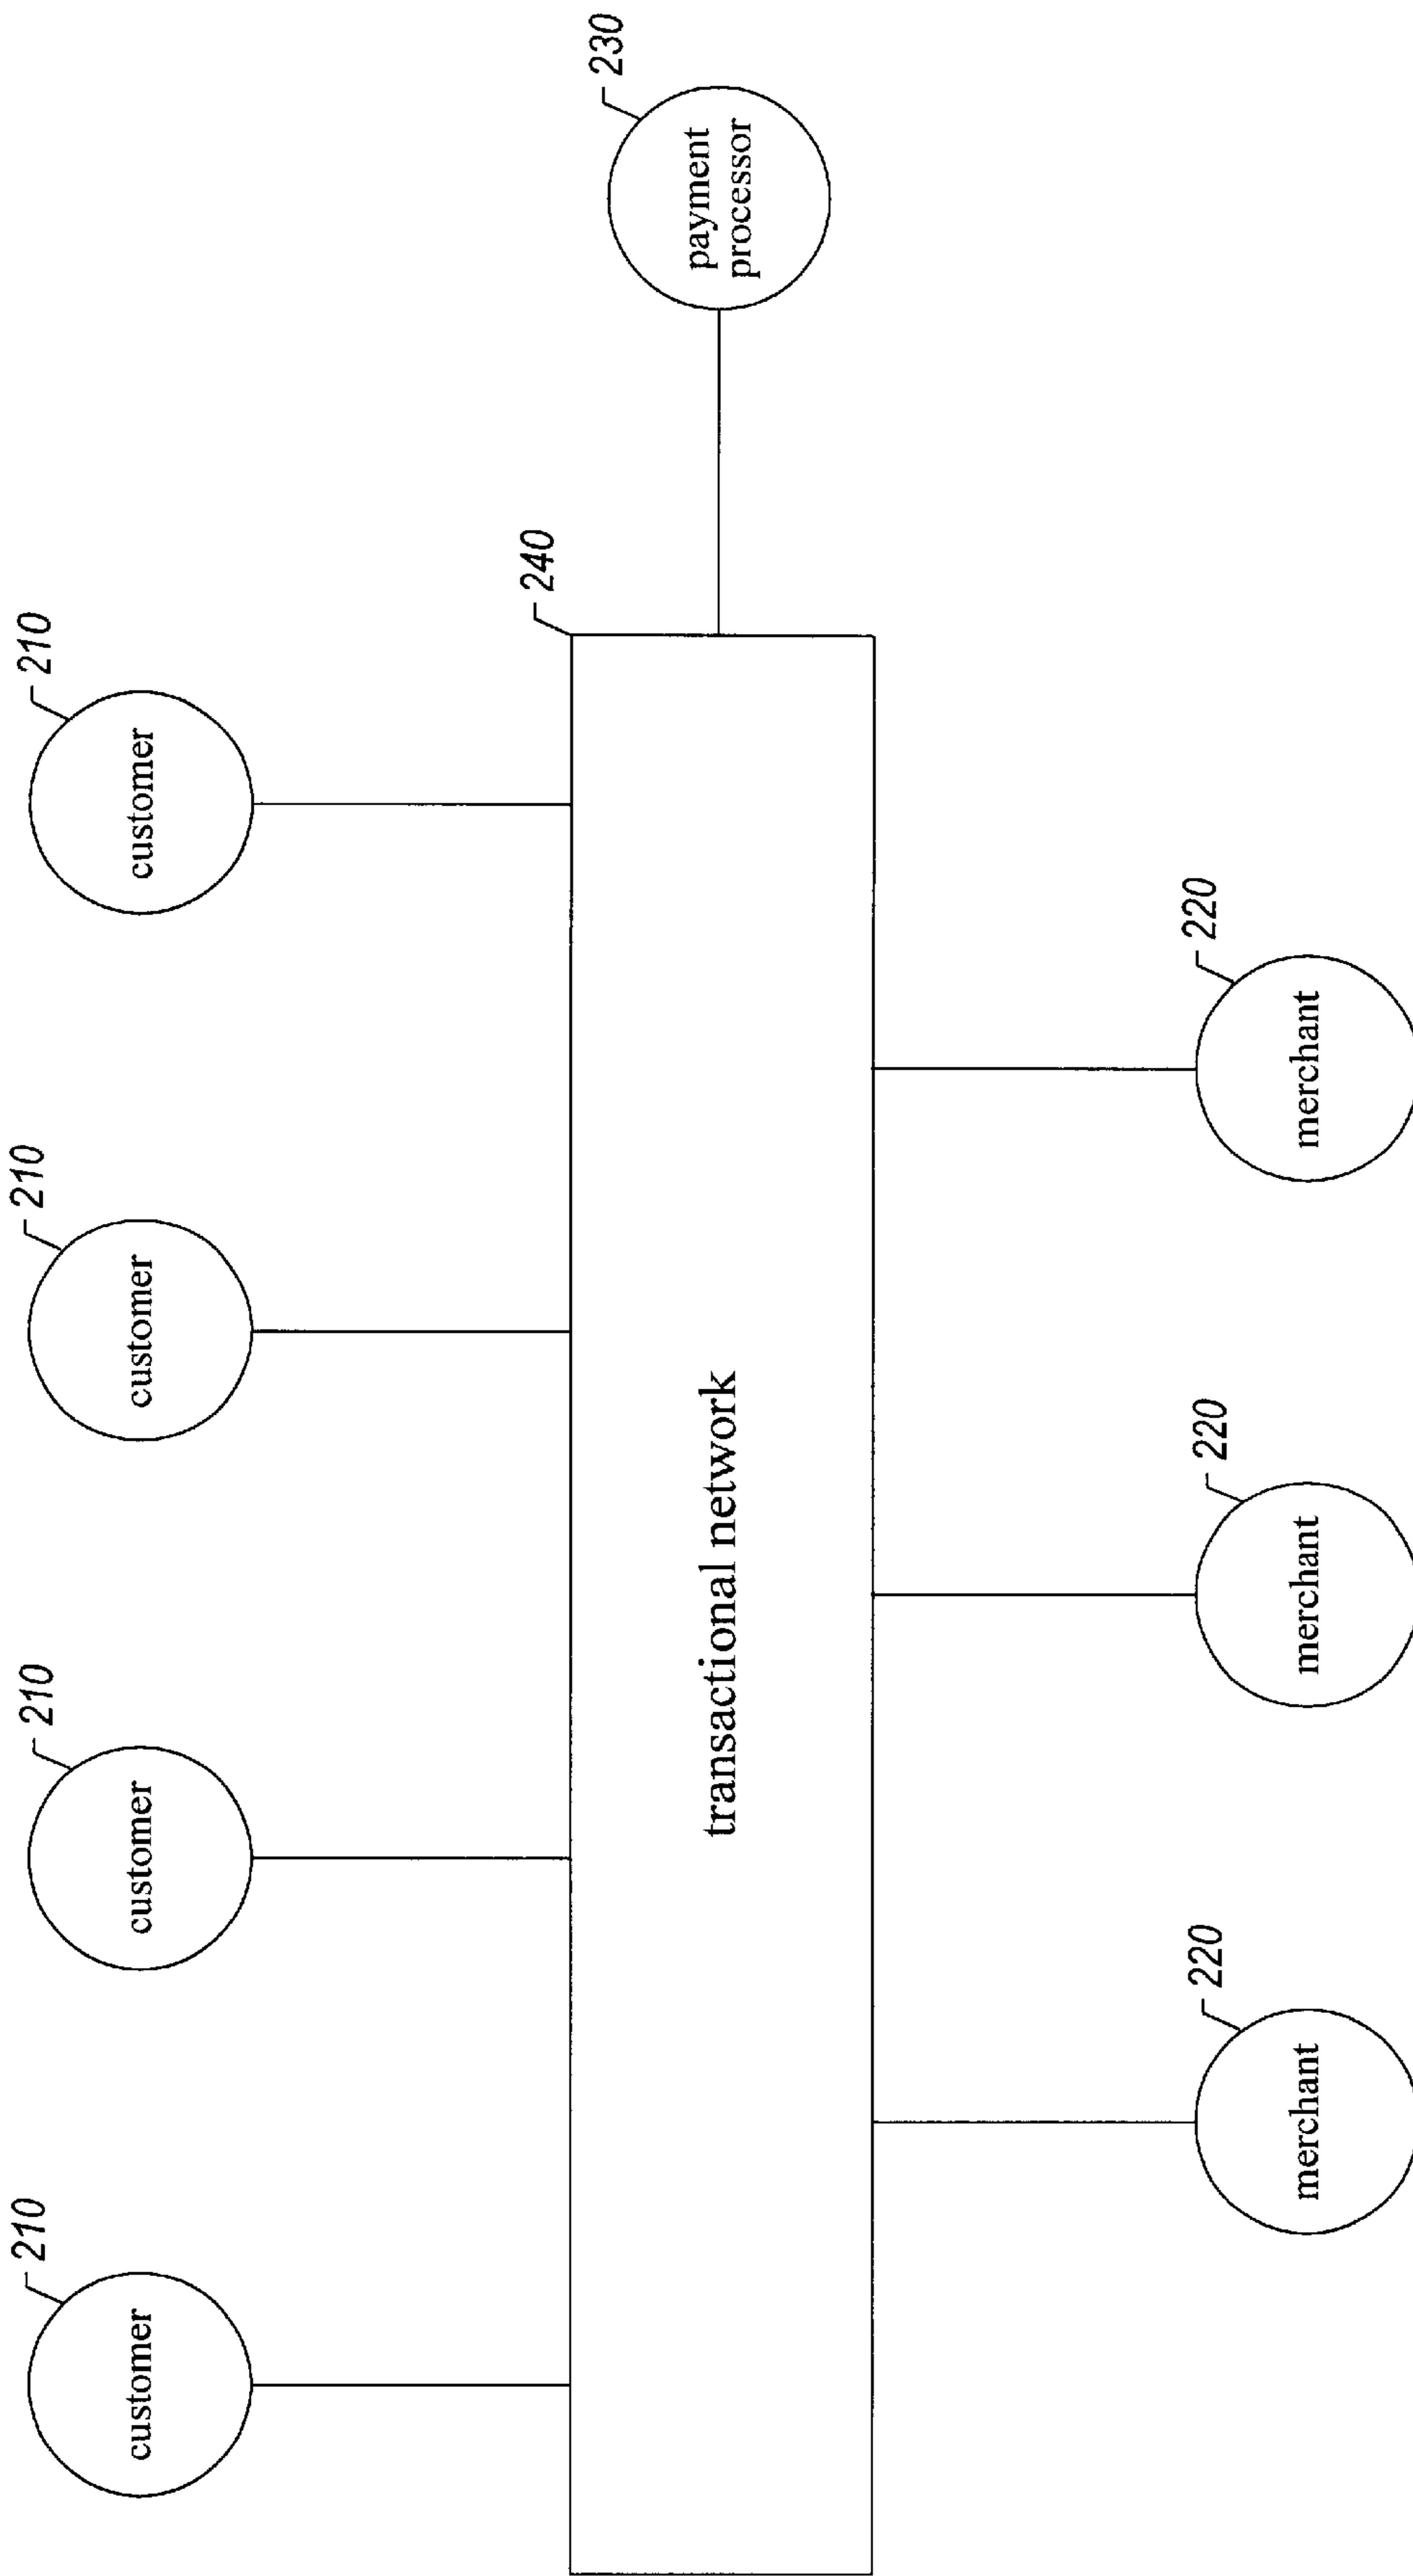 210
customer
210
customer
210
customer
210
customer
240
transactional network
230
payment
processor
220
merchant
220
merchant
220
merchant